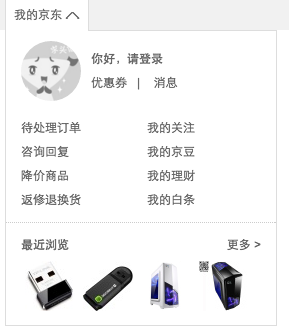 我的京东
你好，请登录
优惠券 | 消息
待处理订单 我的关注
咨询回复 我的京豆
降价商品 我的理财
返修退换货 我的白条
最近浏览 更多 >